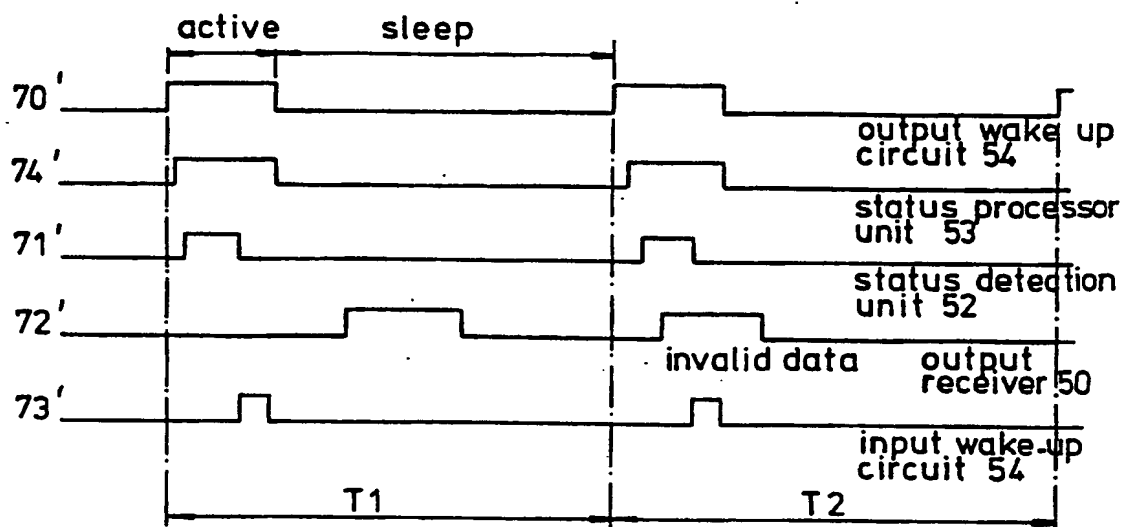 active sleep
70'
output wake up
circuit 54
74'
status processor
unit 53
71'
status detection
unit 52
72'
invalid data output
receiver 50
73'
input wake-up
circuit 54
T1 T2